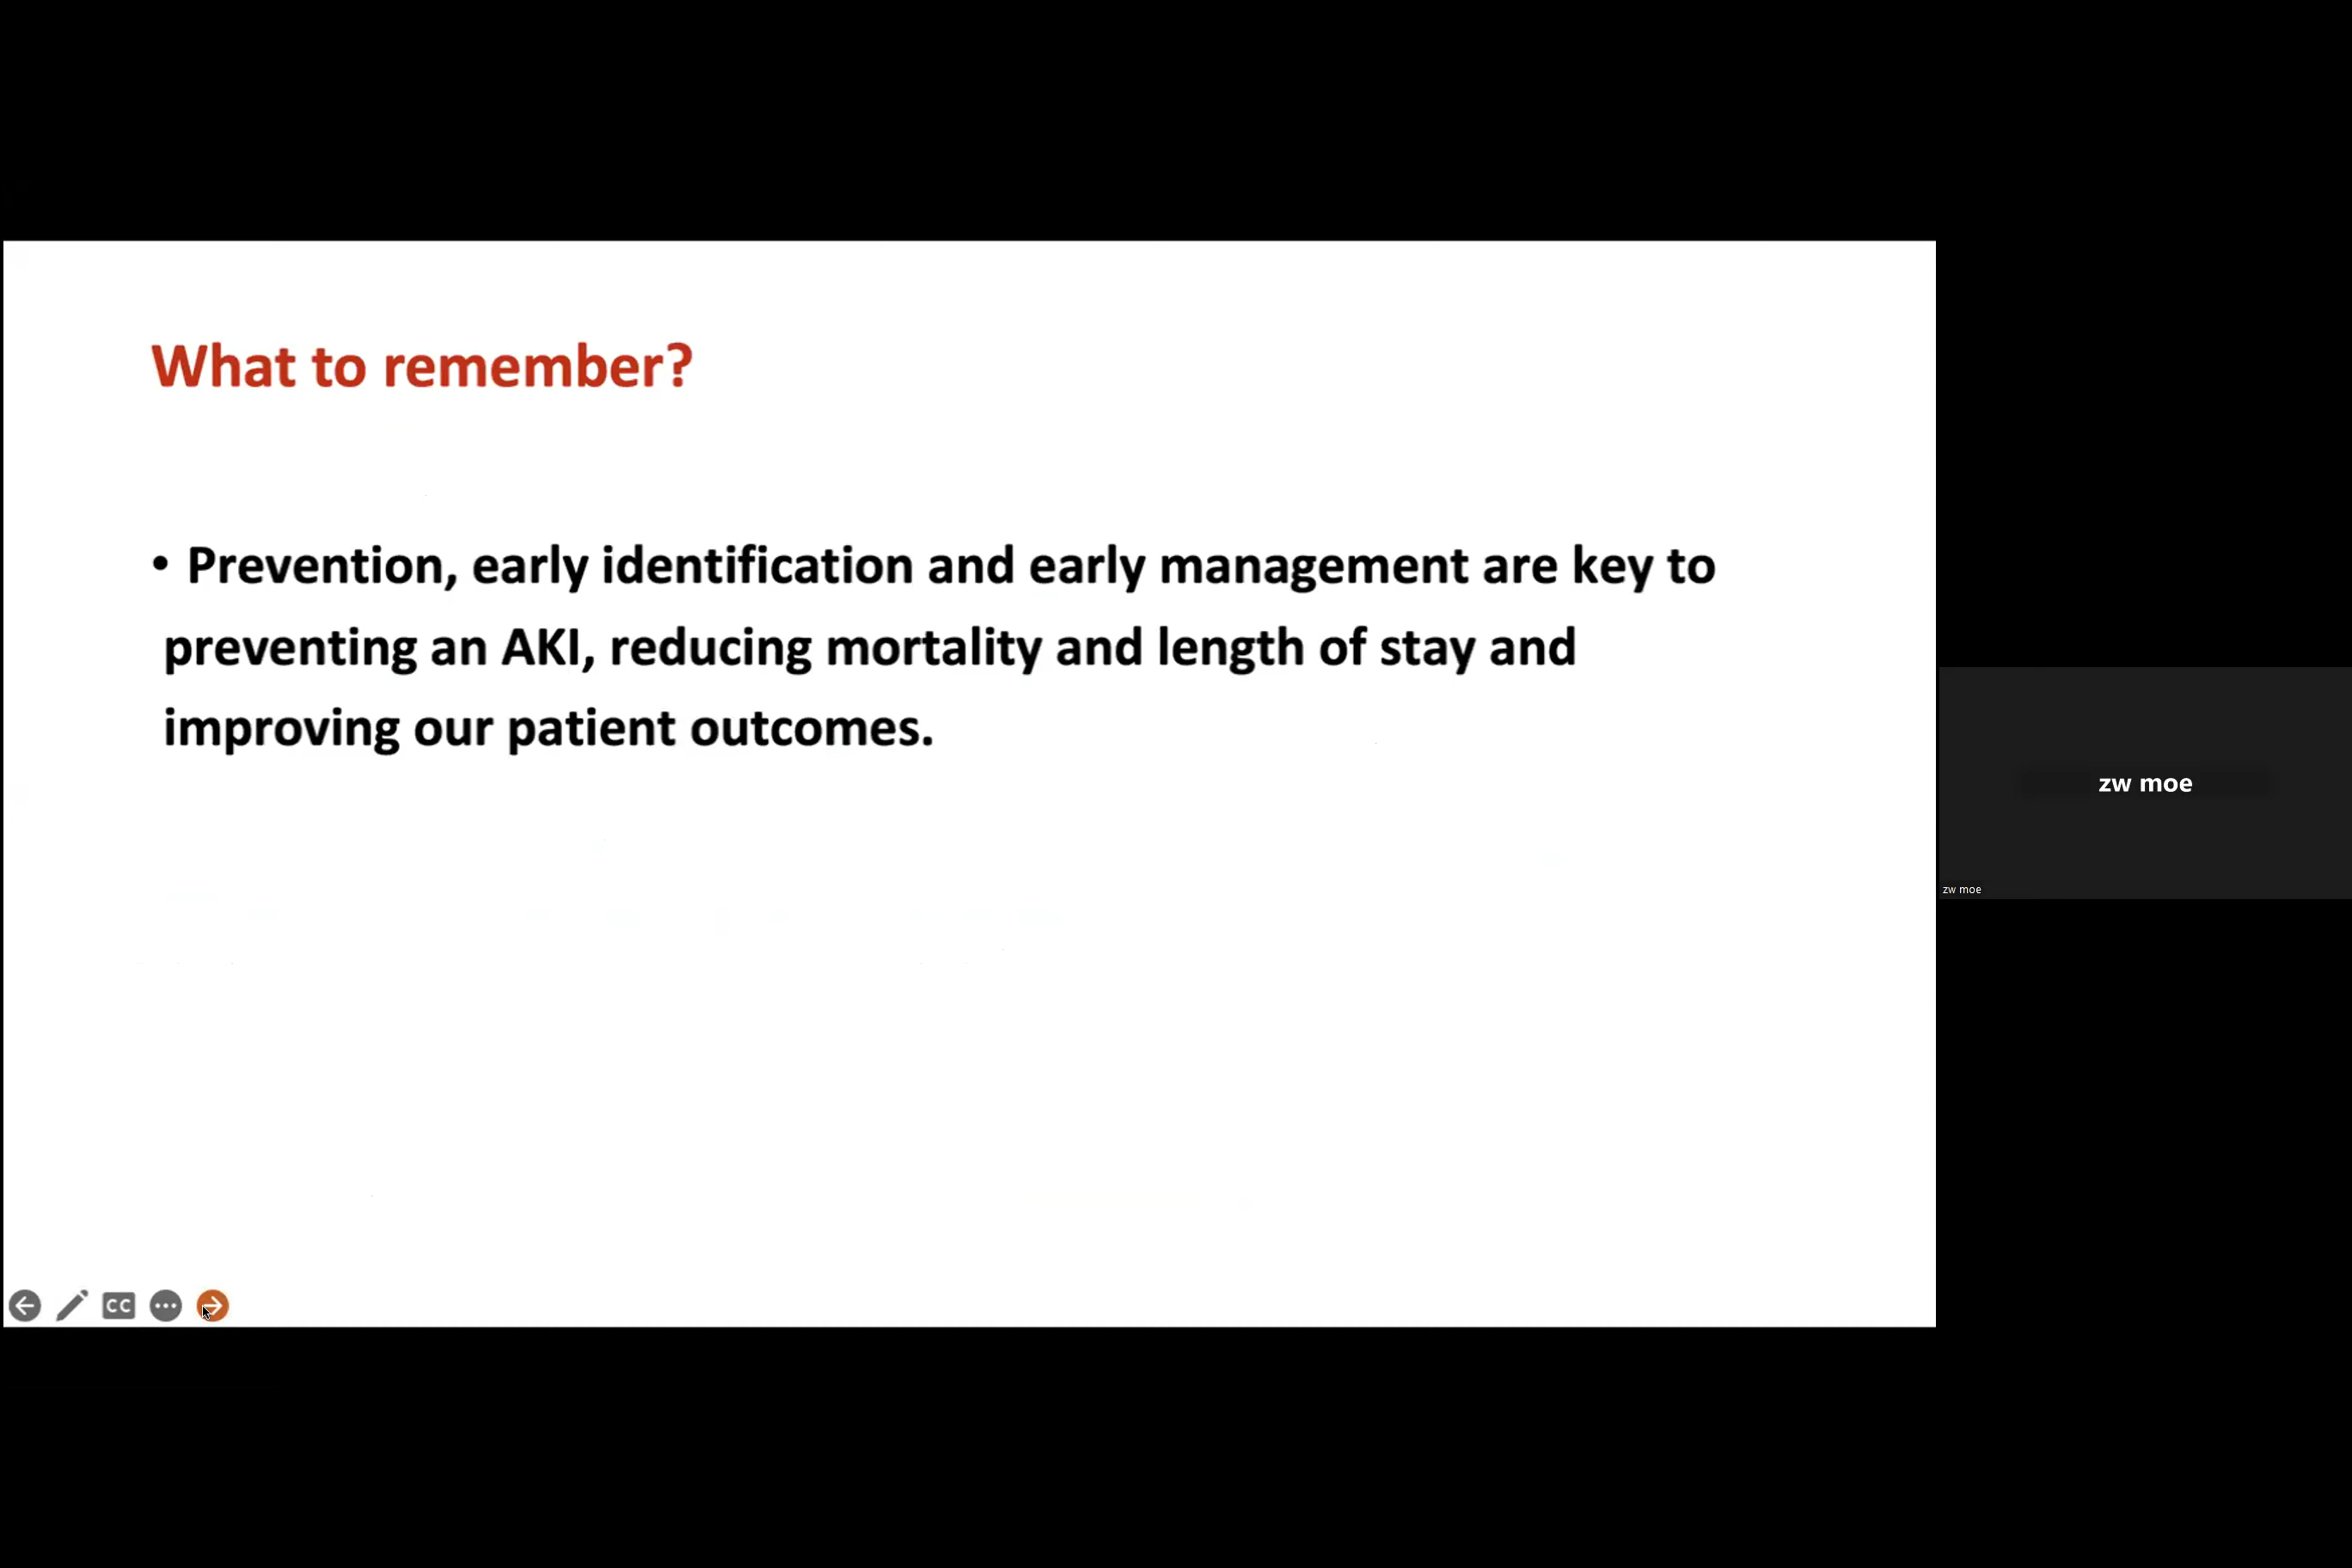 What to remember?
• Prevention, early identification and early management are key to
preventing an AKI, reducing mortality and length of stay and
improving our patient outcomes.
zw moe
zw moe
CC